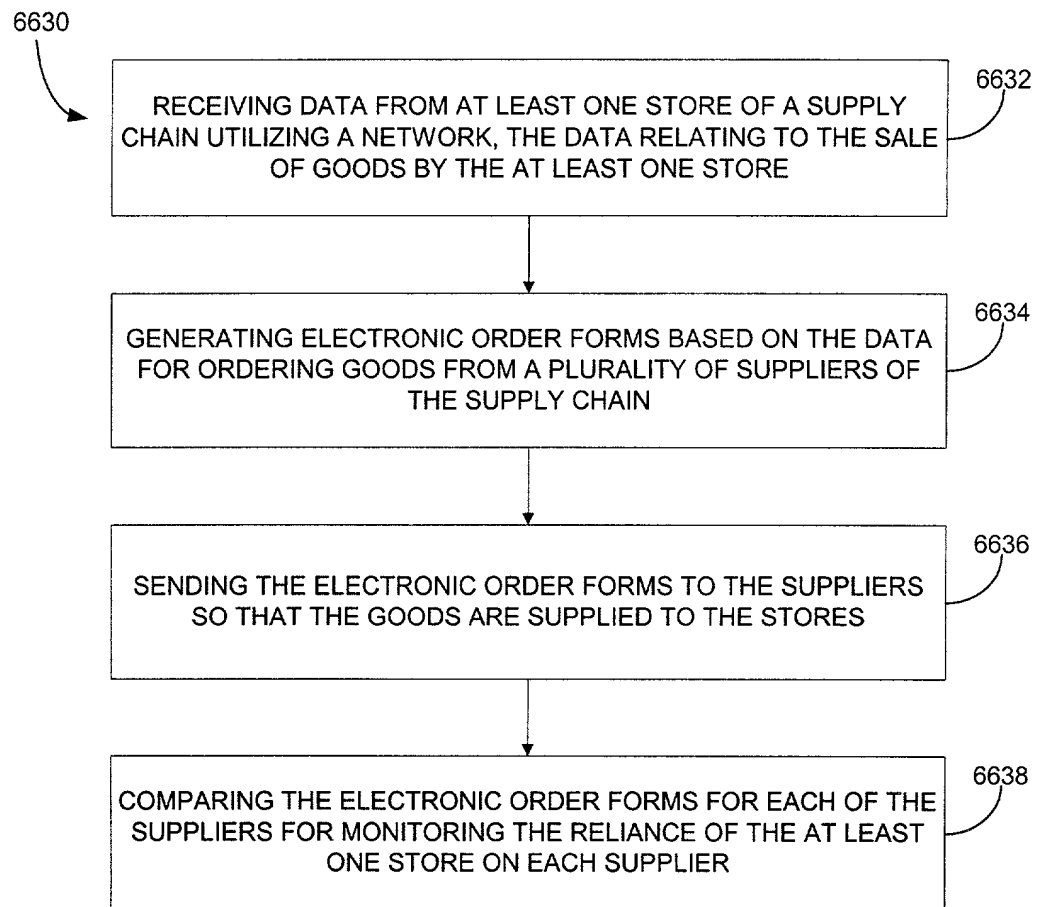 6630
6632
RECEIVING DATA FROM AT LEAST ONE STORE OF A SUPPLY
CHAIN UTILIZING A NETWORK, THE DATA RELATING TO THE SALE
OF GOODS BY THE AT LEAST ONE STORE
6634
GENERATING ELECTRONIC ORDER FORMS BASED ON THE DATA
FOR ORDERING GOODS FROM A PLURALITY OF SUPPLIERS OF
THE SUPPLY CHAIN
6636
SENDING THE ELECTRONIC ORDER FORMS TO THE SUPPLIERS
SO THAT THE GOODS ARE SUPPLIED TO THE STORES
6638
COMPARING THE ELECTRONIC ORDER FORMS FOR EACH OF THE
SUPPLIERS FOR MONITORING THE RELIANCE OF THE AT LEAST
ONE STORE ON EACH SUPPLIER